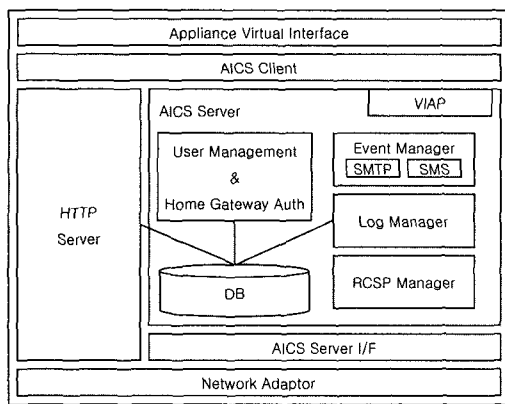 Appliance Virtual Interface
AICS Client
HTTP
Server
AICS Server
VIAP
User Management
&
Home Gateway Auth
Event Manager
SMTP SMS
Log Manager
RCSP Manager
DB
AICS Server I/F
Network Adaptor